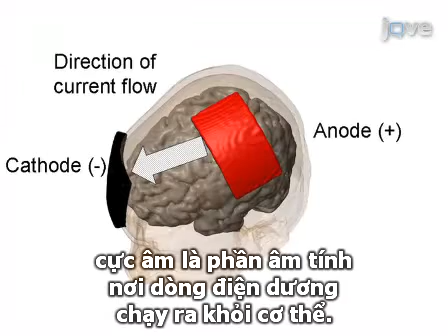 jove
Direction of
current flow
Anode (+)
Cathode (-)
cực âm là phần âm tính
nơi dòng điện dương
chạy ra khỏi cơ thể.